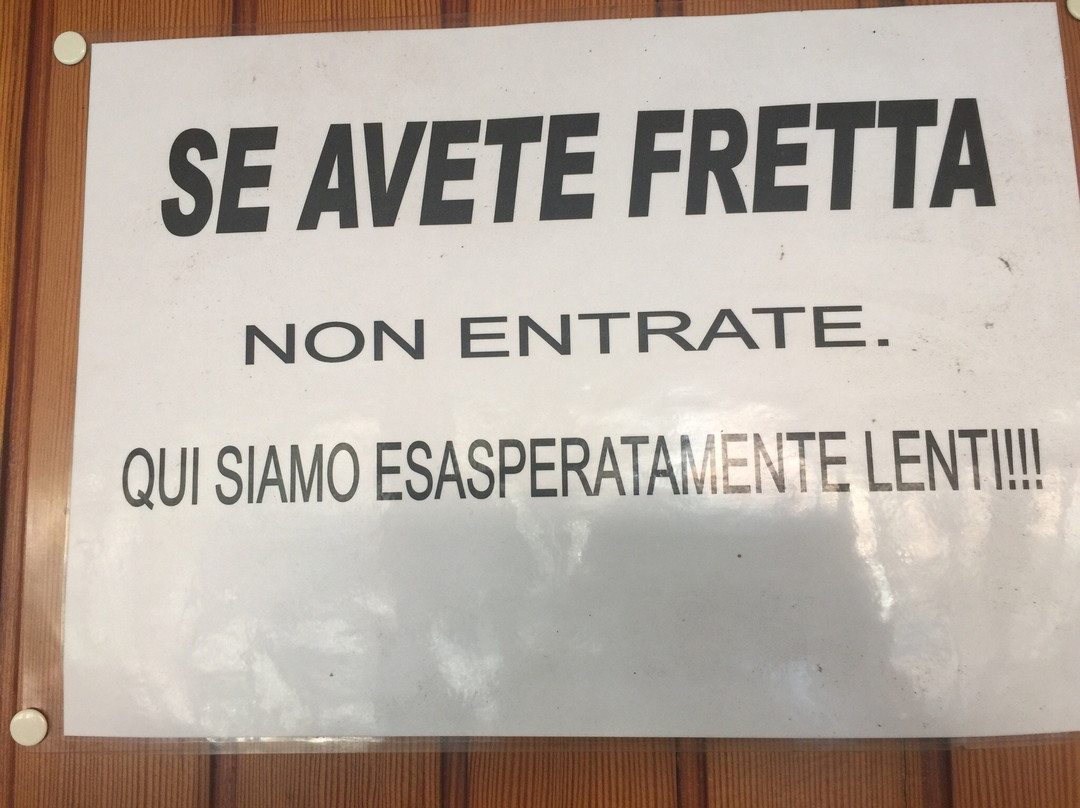 SE AVETE FRETTA
NON ENTRATE.
QUI SIAMO ESASPERATAMENTE LENTI!!!!